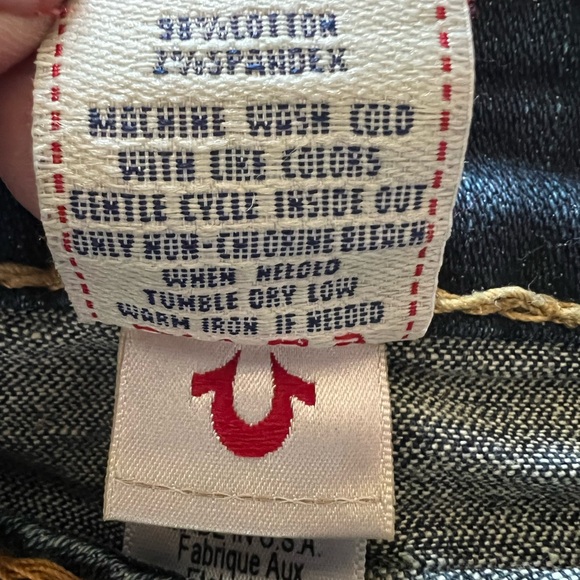 98% COTTON
2% SPANDEX
MACHINE WASH COLD
WITH LIKE COLORS
GENTLE CYCLE INSIDE OUT
ONLY NON-CHLORINE BLEACH
WHEN NEEDED
TUMBLE DRY LOW
WARM IRON IF NEEDED
IN U.S.A.
Fabrique Aux